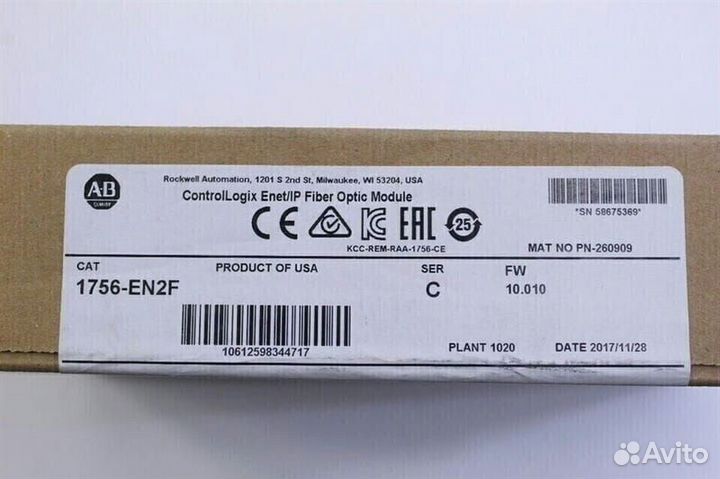 Rockwell Automation, 1201 S 2nd St, Milwaukee, WI 53204, USA
AB
ControlLogix Enet/IP Fiber Optic Module
*SN 58675369*
CE KC EAC 25
KCC-REM-RAA-1756-CE
MAT NO PN-260909
CAT PRODUCT OF USA SER FW
1756-EN2F C 10.010
10612598344717
PLANT 1020 DATE 2017/11/28
Avito